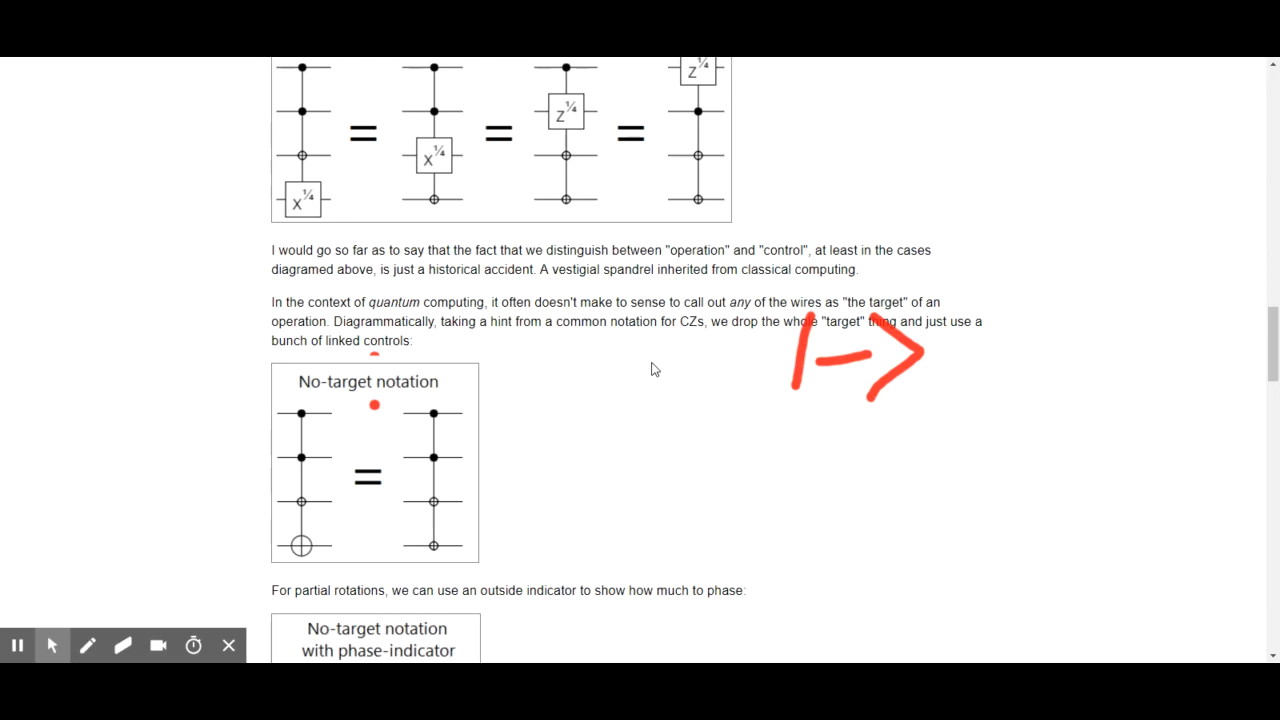 Z¼
= = =
Z¼
X¼
X¼
I would go so far as to say that the fact that we distinguish between "operation" and "control", at least in the cases
diagramed above, is just a historical accident. A vestigial spandrel inherited from classical computing.
In the context of quantum computing, it often doesn't make to sense to call out any of the wires as "the target" of an
operation. Diagrammatically, taking a hint from a common notation for CZs, we drop the whole "target" thing and just use a
bunch of linked controls:
|->
No-target notation
=
For partial rotations, we can use an outside indicator to show how much to phase:
No-target notation
with phase-indicator